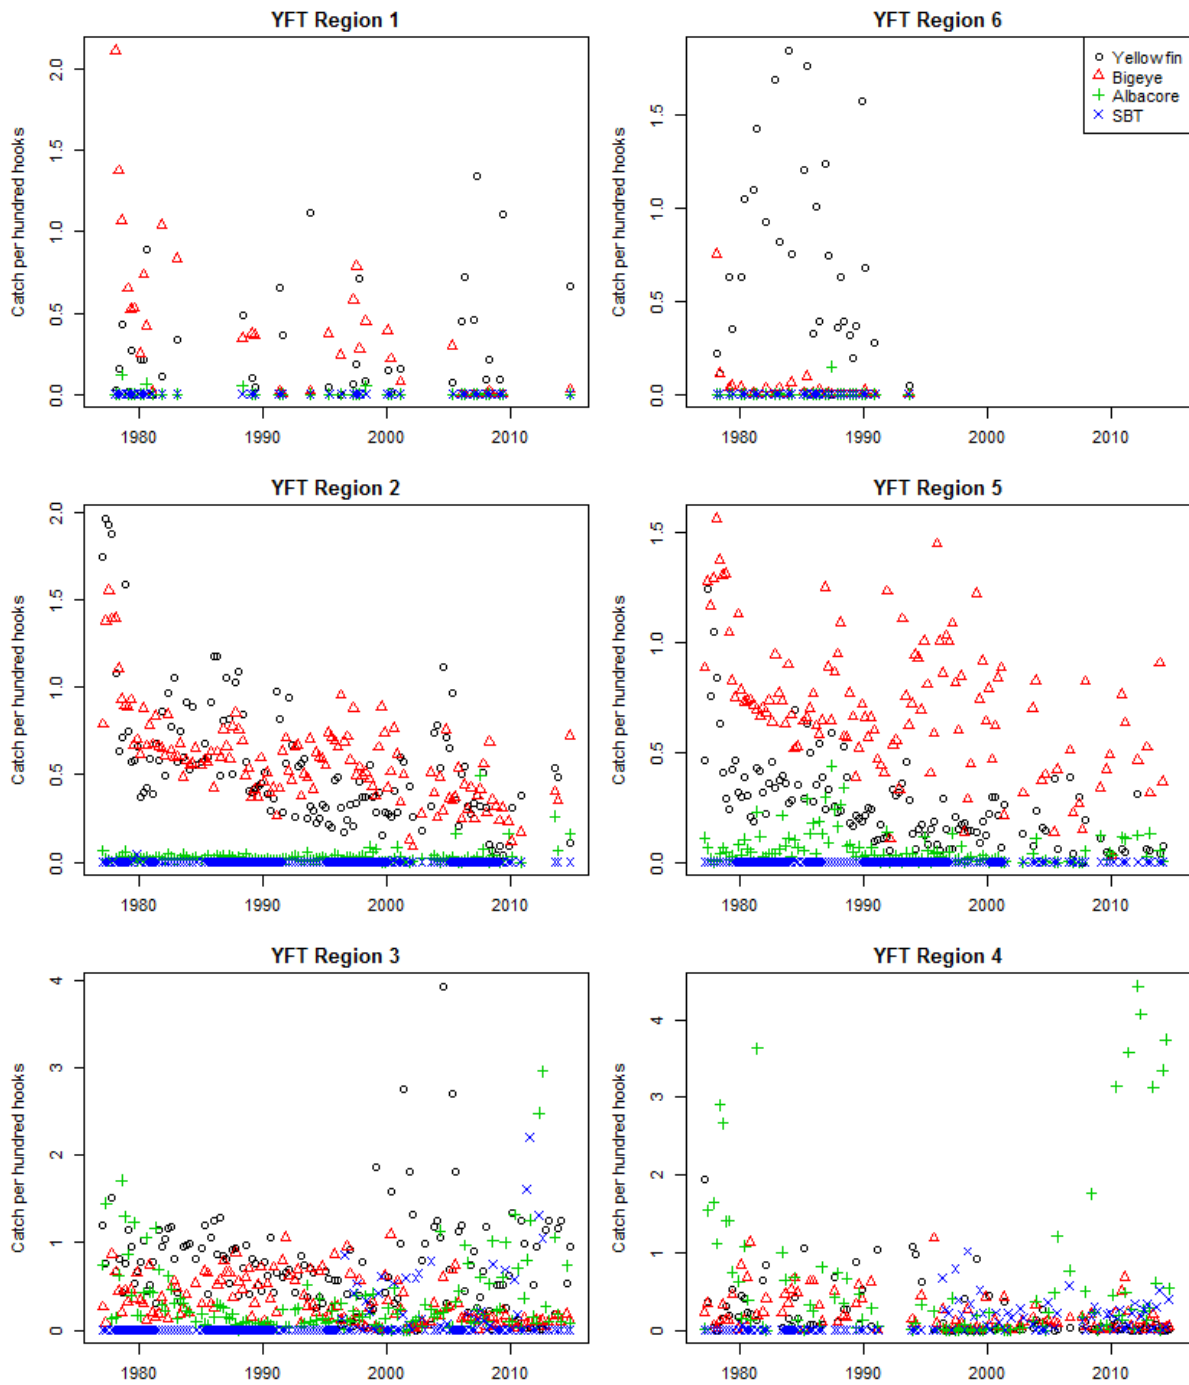 YFT Region 1
Catch per hundred hooks
0.0 0.5 1.0 1.5 2.0
1980 1990 2000 2010
YFT Region 6
Catch per hundred hooks
0.0 0.5 1.0 1.5
1980 1990 2000 2010
Yellowfin
Bigeye
Albacore
SBT
YFT Region 2
Catch per hundred hooks
0.0 0.5 1.0 1.5 2.0
1980 1990 2000 2010
YFT Region 5
Catch per hundred hooks
0.0 0.5 1.0 1.5
1980 1990 2000 2010
YFT Region 3
Catch per hundred hooks
0 1 2 3 4
1980 1990 2000 2010
YFT Region 4
Catch per hundred hooks
0 1 2 3 4
1980 1990 2000 2010